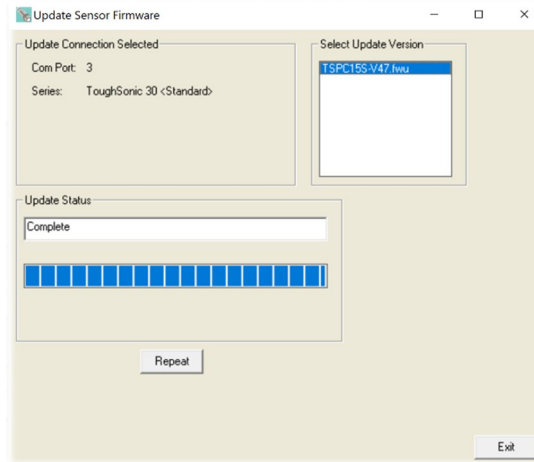 Update Sensor Firmware
Update Connection Selected
Com Port: 3
Series: ToughSonic 30 <Standard>
Select Update Version
TSPC15S-V47.fwu
Update Status
Complete
Repeat
Exit